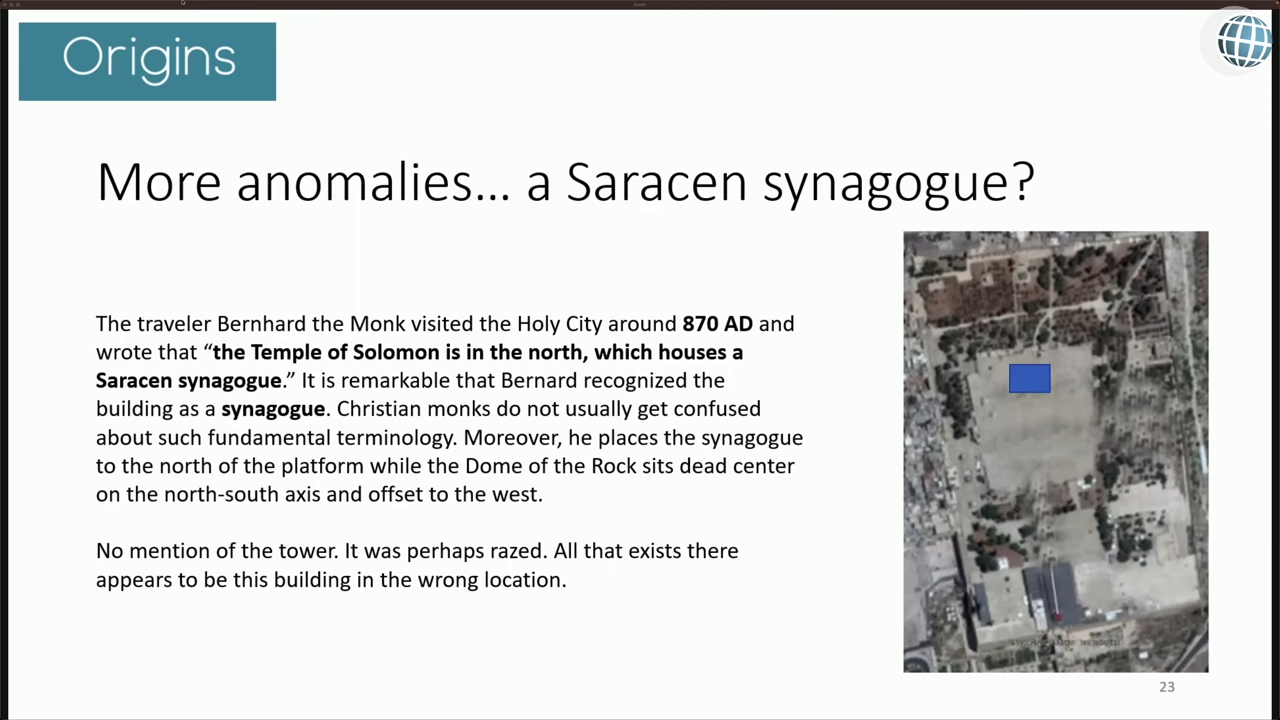 Origins
More anomalies... a Saracen synagogue?
The traveler Bernhard the Monk visited the Holy City around 870 AD and
wrote that “the Temple of Solomon is in the north, which houses a
Saracen synagogue.” It is remarkable that Bernard recognized the
building as a synagogue. Christian monks do not usually get confused
about such fundamental terminology. Moreover, he places the synagogue
to the north of the platform while the Dome of the Rock sits dead center
on the north-south axis and offset to the west.
No mention of the tower. It was perhaps razed. All that exists there
appears to be this building in the wrong location.
23